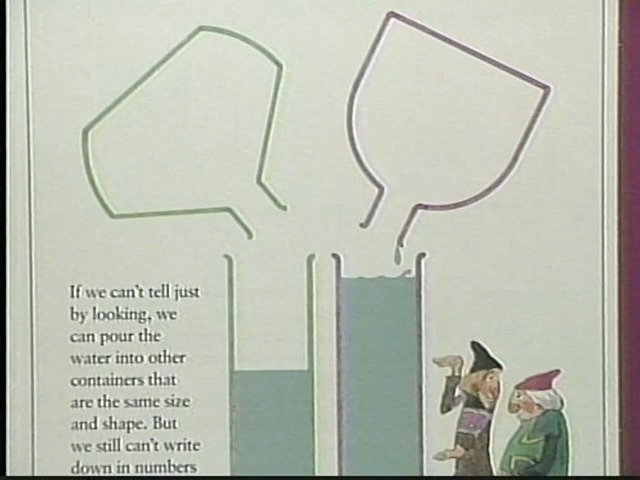 If we can't tell just
by looking, we
can pour the
water into other
containers that
are the same size
and shape. But
we still can't write
down in numbers